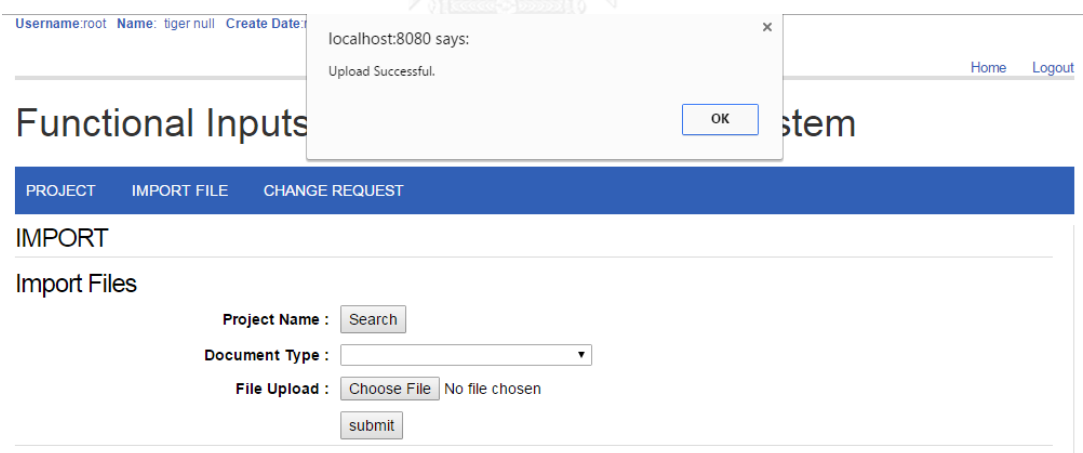 Username:root Name: tiger null Create Date:
localhost:8080 says:
Upload Successful.
OK
Home Logout
Functional Inputs stem
PROJECT IMPORT FILE CHANGE REQUEST
IMPORT
Import Files
Project Name : Search
Document Type :
File Upload : Choose File No file chosen
submit